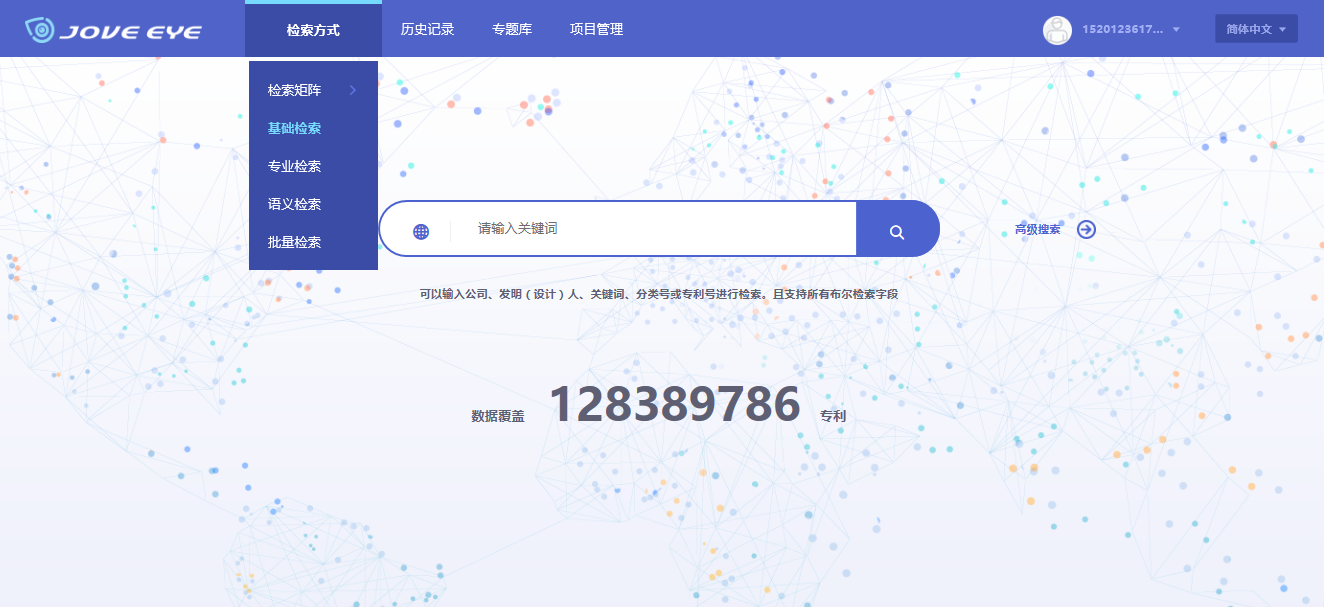 JOVE EYE
检索方式
历史记录
专题库
项目管理
1520123617...
简体中文
检索矩阵
基础检索
专业检索
语义检索
批量检索
请输入关键词
高级搜索
可以输入公司、发明（设计）人、关键词、分类号或专利号进行检索。且支持所有布尔检索字段
数据覆盖 128389786 专利